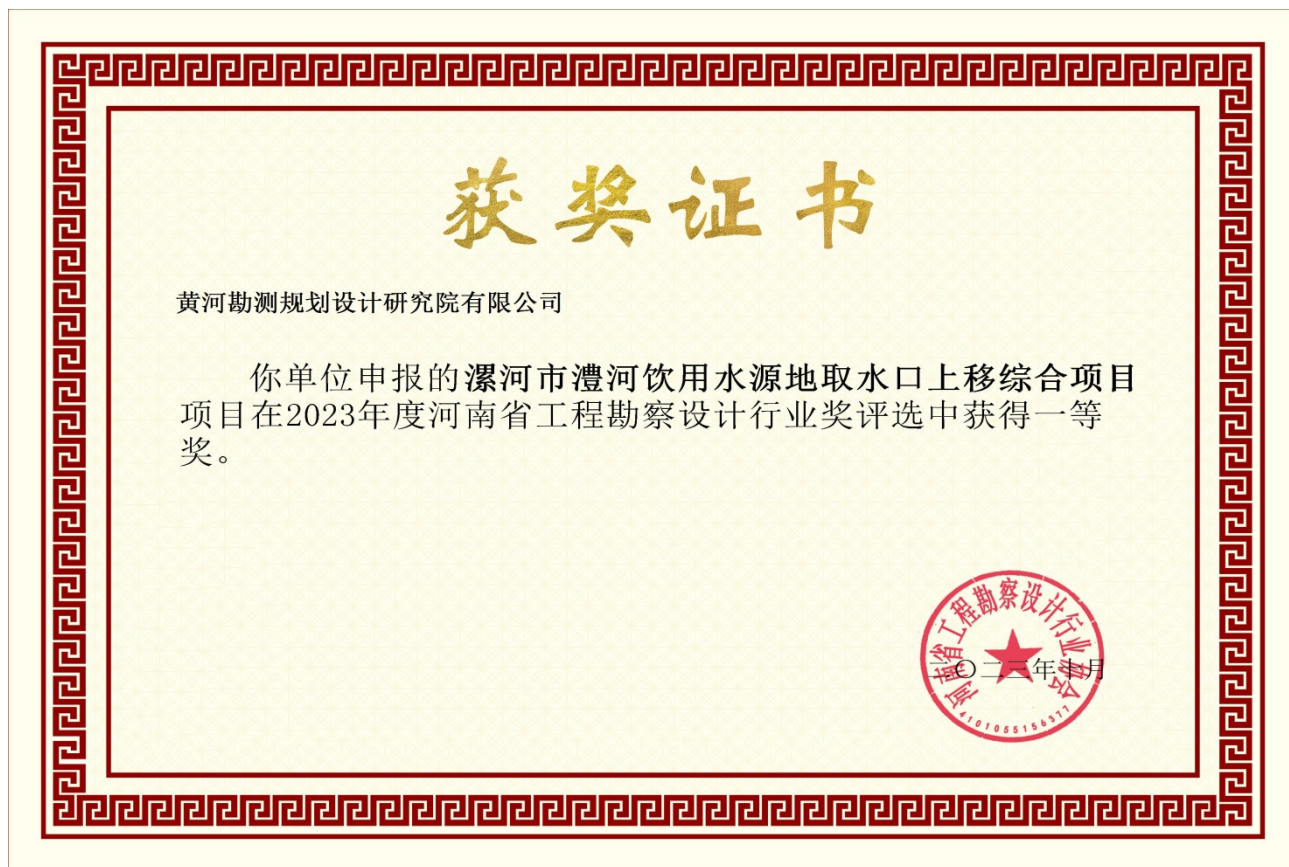 获奖证书
黄河勘测规划设计研究院有限公司
你单位申报的漯河市澧河饮用水源地取水口上移综合项目
项目在2023年度河南省工程勘察设计行业奖评选中获得一等
奖。
河南省工程勘察设计行业协会
二〇二三年十月
4101055156377